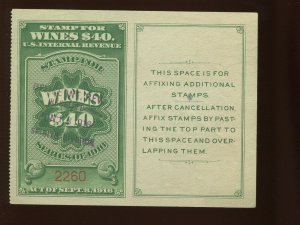 STAMP FOR
WINES $40.
U.S. INTERNAL REVENUE
STAMP FOR
WINES
SERIES OF 1916
2260
ACT OF SEPT. 8, 1916
THIS SPACE IS FOR
AFFIXING ADDITIONAL
STAMPS.
AFTER CANCELLATION,
AFFIX STAMPS BY PAST-
ING THE TOP PART TO
THIS SPACE AND OVER-
LAPPING THEM.